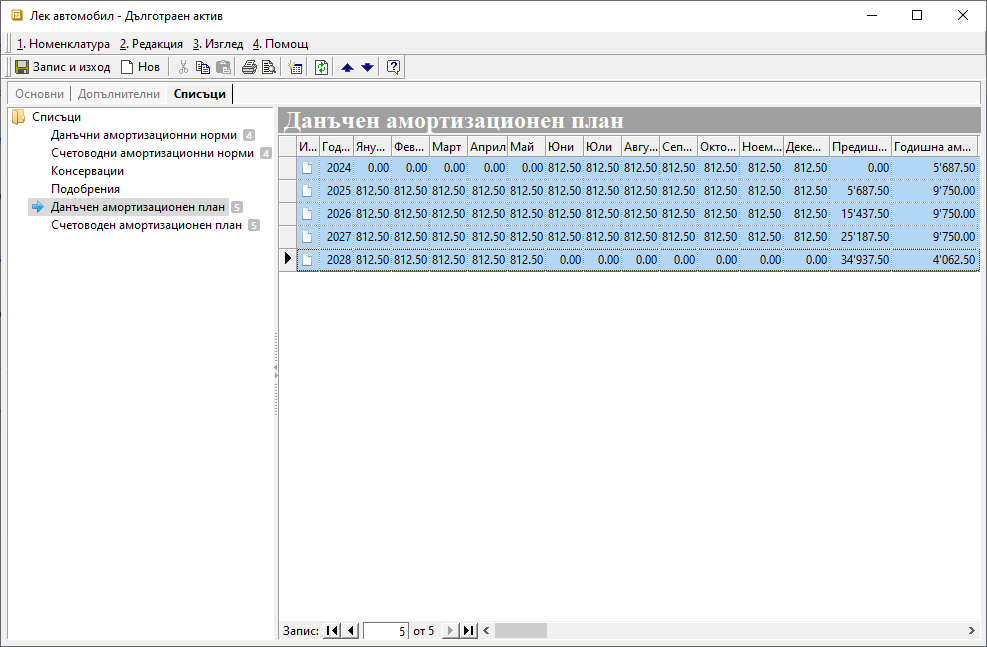 Лек автомобил - Дълготраен актив
1. Номенклатура 2. Редакция 3. Изглед 4. Помощ
Запис и изход Нов
Основни Допълнителни Списъци
Списъци
Данъчни амортизационни норми 4
Счетоводни амортизационни норми 4
Консервации
Подобрения
Данъчен амортизационен план 5
Счетоводен амортизационен план 5
Данъчен амортизационен план
И... Год... Яну... Фев... Март Април Май Юни Юли Авгу... Сеп... Окто... Ноем... Деке... Предиш... Годишна ам...
2024 0.00 0.00 0.00 0.00 0.00 812.50 812.50 812.50 812.50 812.50 812.50 812.50 0.00 5'687.50
2025 812.50 812.50 812.50 812.50 812.50 812.50 812.50 812.50 812.50 812.50 812.50 812.50 5'687.50 9'750.00
2026 812.50 812.50 812.50 812.50 812.50 812.50 812.50 812.50 812.50 812.50 812.50 812.50 15'437.50 9'750.00
2027 812.50 812.50 812.50 812.50 812.50 812.50 812.50 812.50 812.50 812.50 812.50 812.50 25'187.50 9'750.00
2028 812.50 812.50 812.50 812.50 812.50 0.00 0.00 0.00 0.00 0.00 0.00 0.00 34'937.50 4'062.50
Запис: 5 от 5